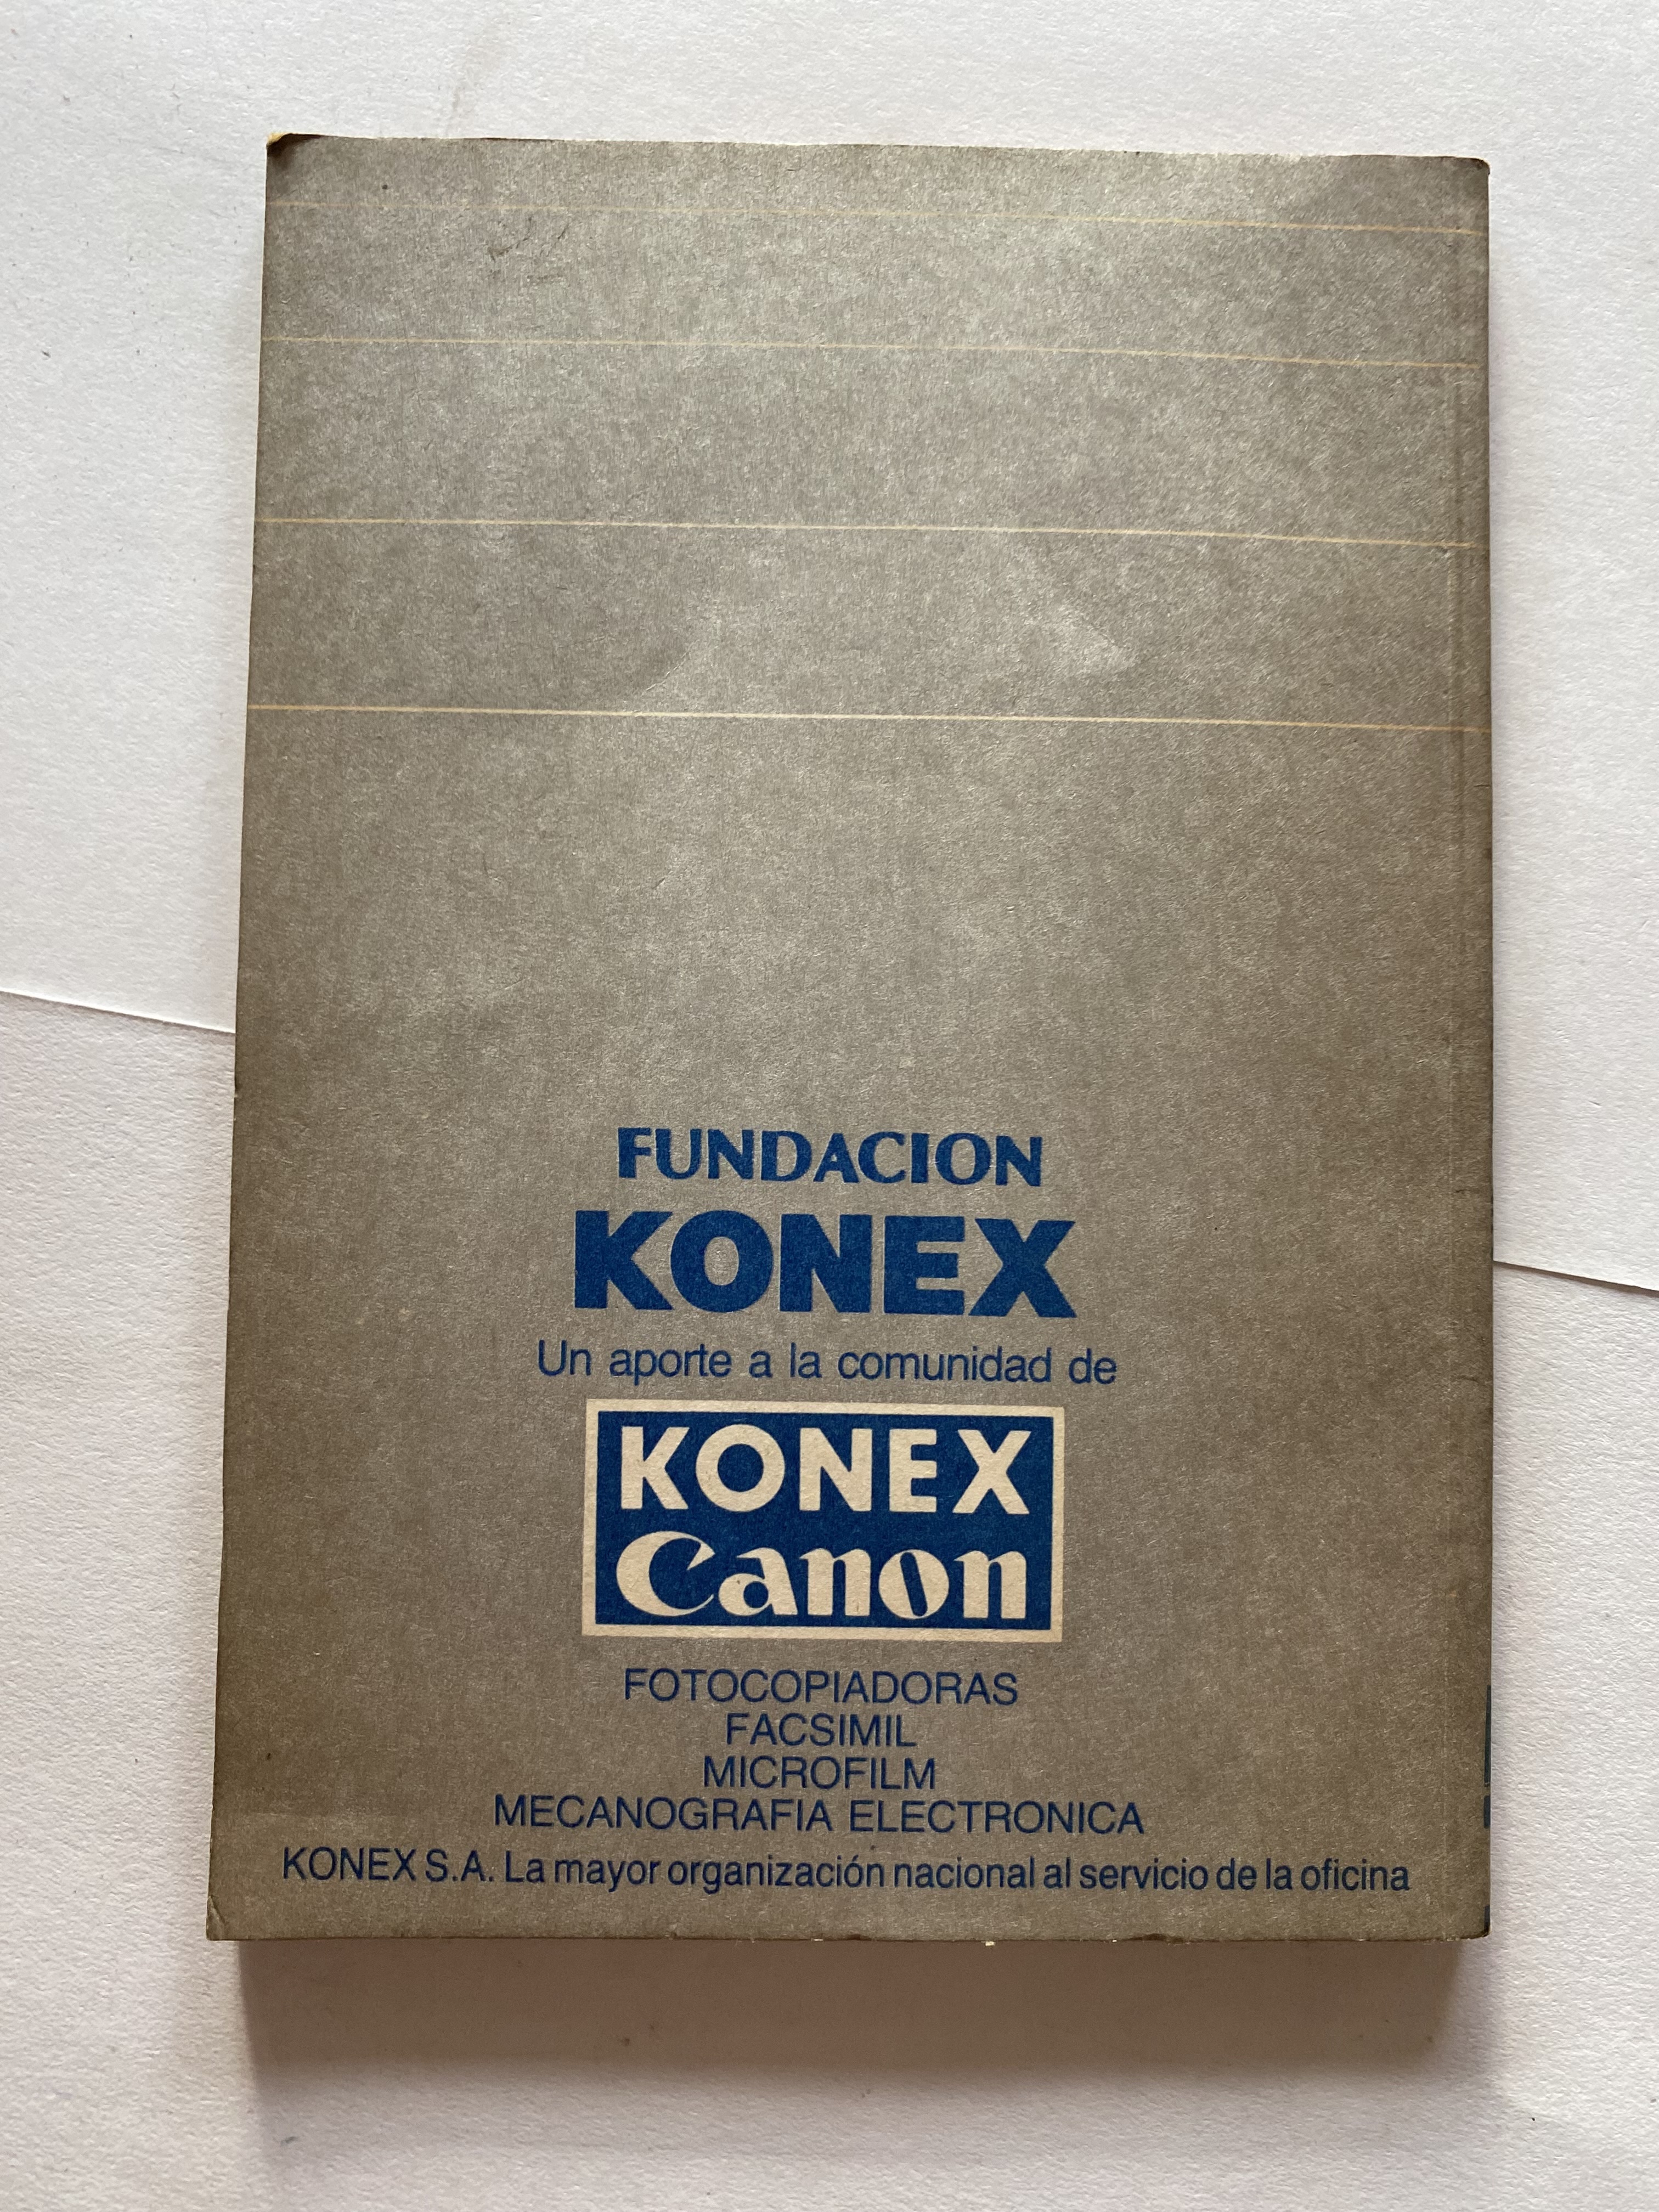 FUNDACION
KONEX
Un aporte a la comunidad de
KONEX
Canon
FOTOCOPIADORAS
FACSIMIL
MICROFILM
MECANOGRAFIA ELECTRONICA
KONEX S.A. La mayor organización nacional al servicio de la oficina